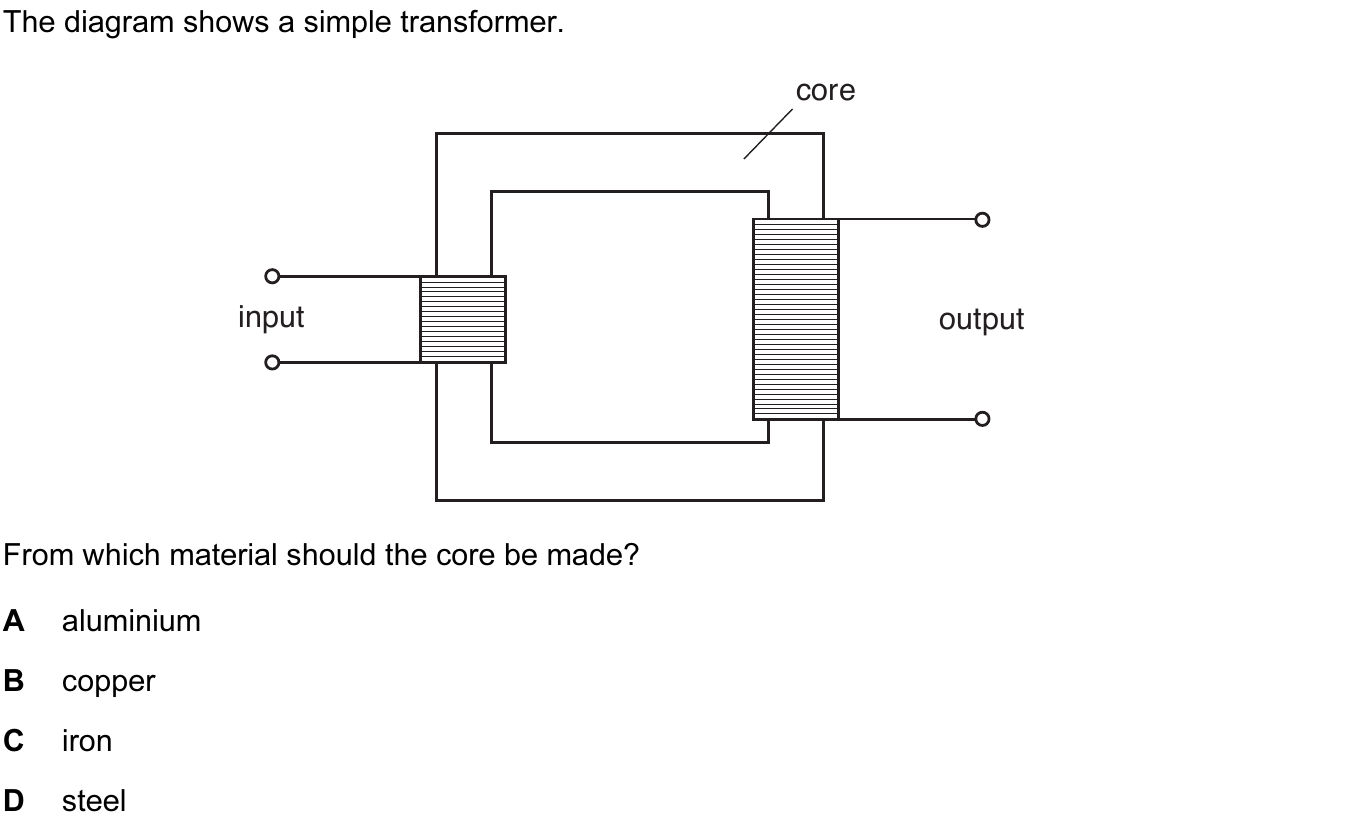 The diagram shows a simple transformer.
core
input
output
From which material should the core be made?
A aluminium
B copper
C iron
D steel